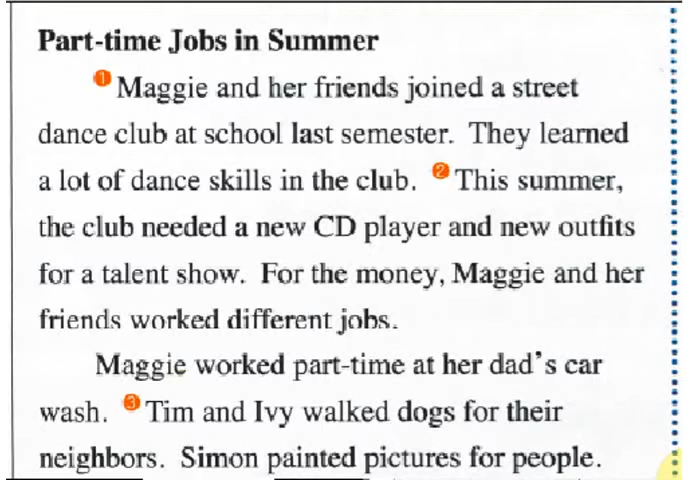 Part-time Jobs in Summer
❶Maggie and her friends joined a street
dance club at school last semester. They learned
a lot of dance skills in the club. ❷This summer,
the club needed a new CD player and new outfits
for a talent show. For the money, Maggie and her
friends worked different jobs.
Maggie worked part-time at her dad's car
wash. ❸Tim and Ivy walked dogs for their
neighbors. Simon painted pictures for people.